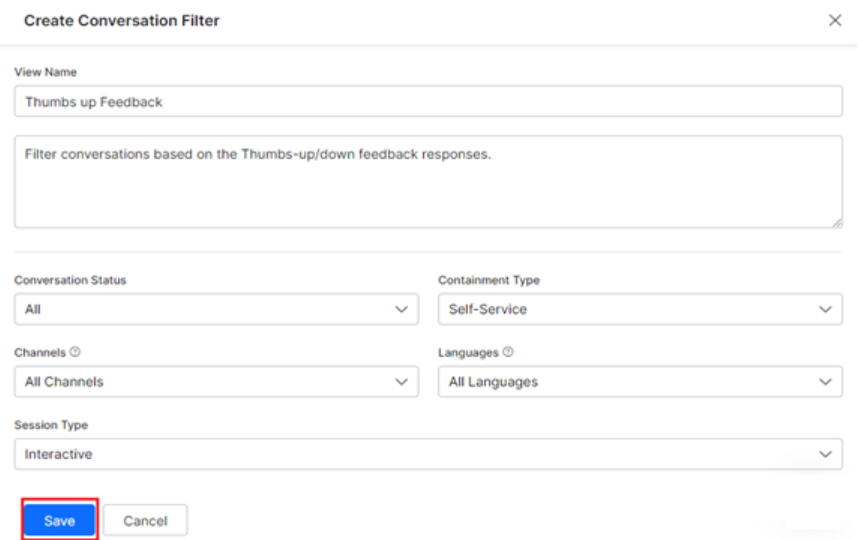 Create Conversation Filter
View Name
Thumbs up Feedback
Filter conversations based on the Thumbs-up/down feedback responses.
Conversation Status
All
Containment Type
Self-Service
Channels
All Channels
Languages
All Languages
Session Type
Interactive
Save
Cancel